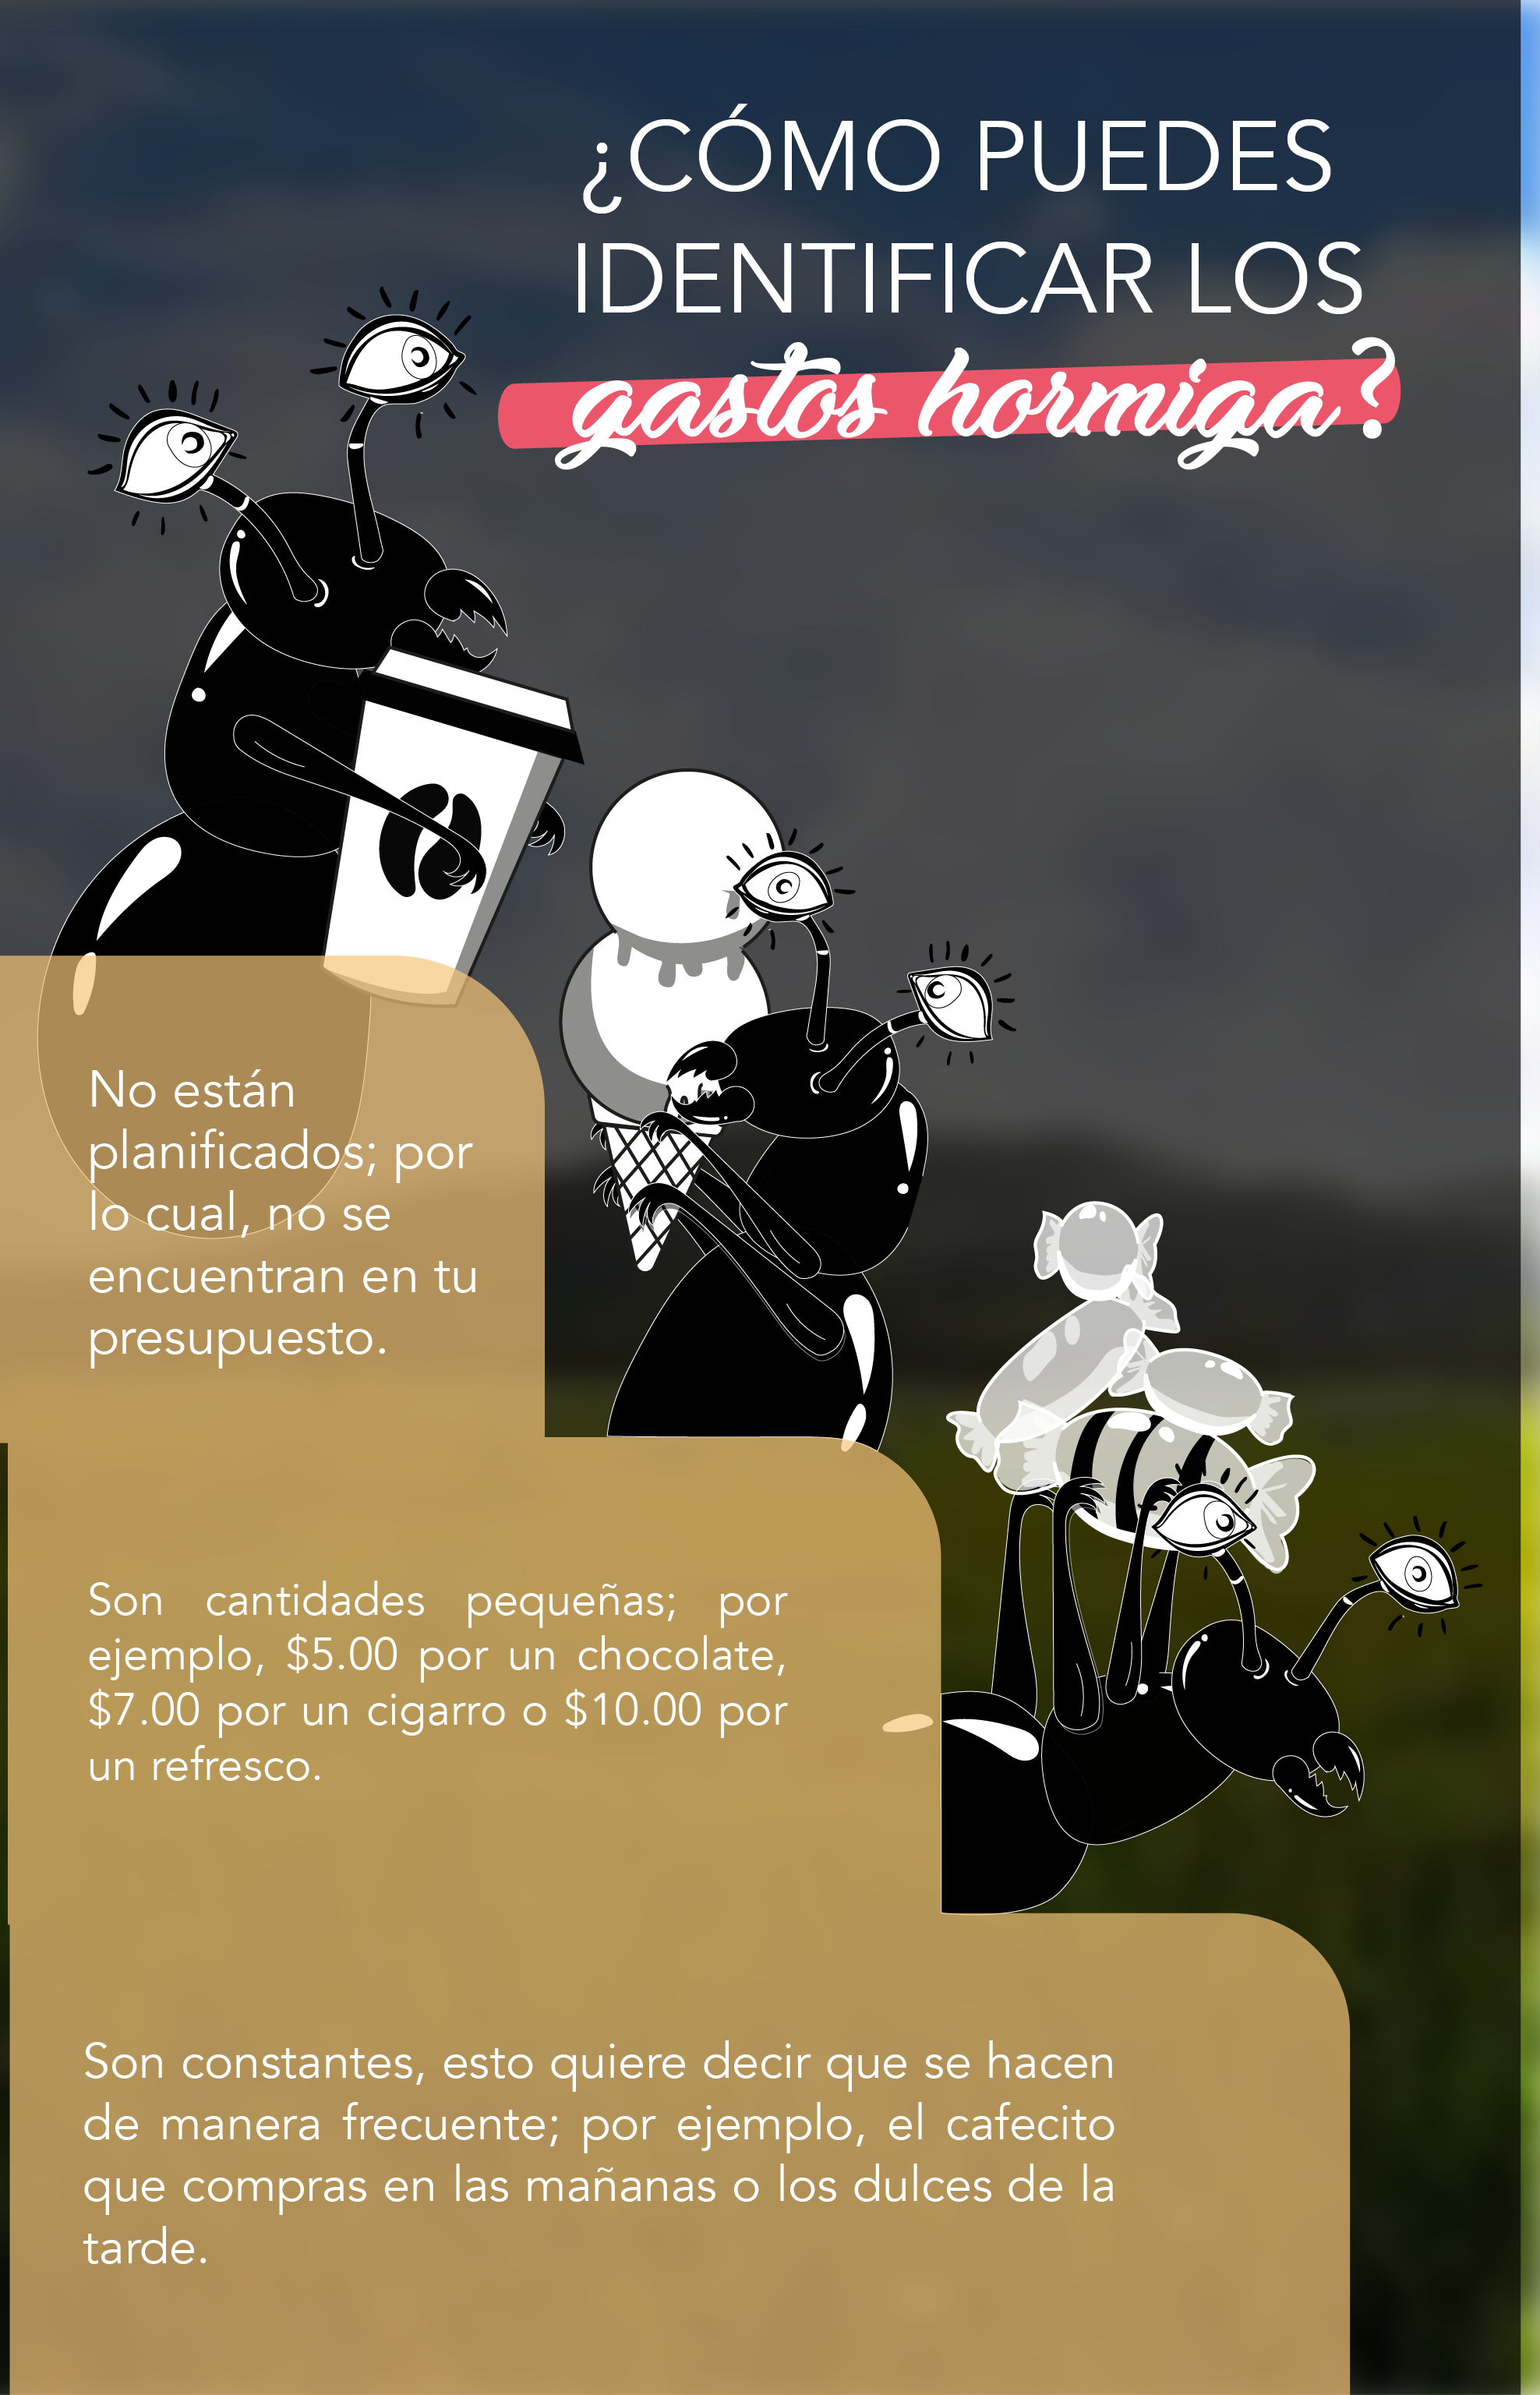 ¿CÓMO PUEDES
IDENTIFICAR LOS
gastos hormiga?
No están
planificados; por
lo cual, no se
encuentran en tu
presupuesto.
Son cantidades pequeñas; por
ejemplo, $5.00 por un chocolate,
$7.00 por un cigarro o $10.00 por
un refresco.
Son constantes, esto quiere decir que se hacen
de manera frecuente; por ejemplo, el cafecito
que compras en las mañanas o los dulces de la
tarde.